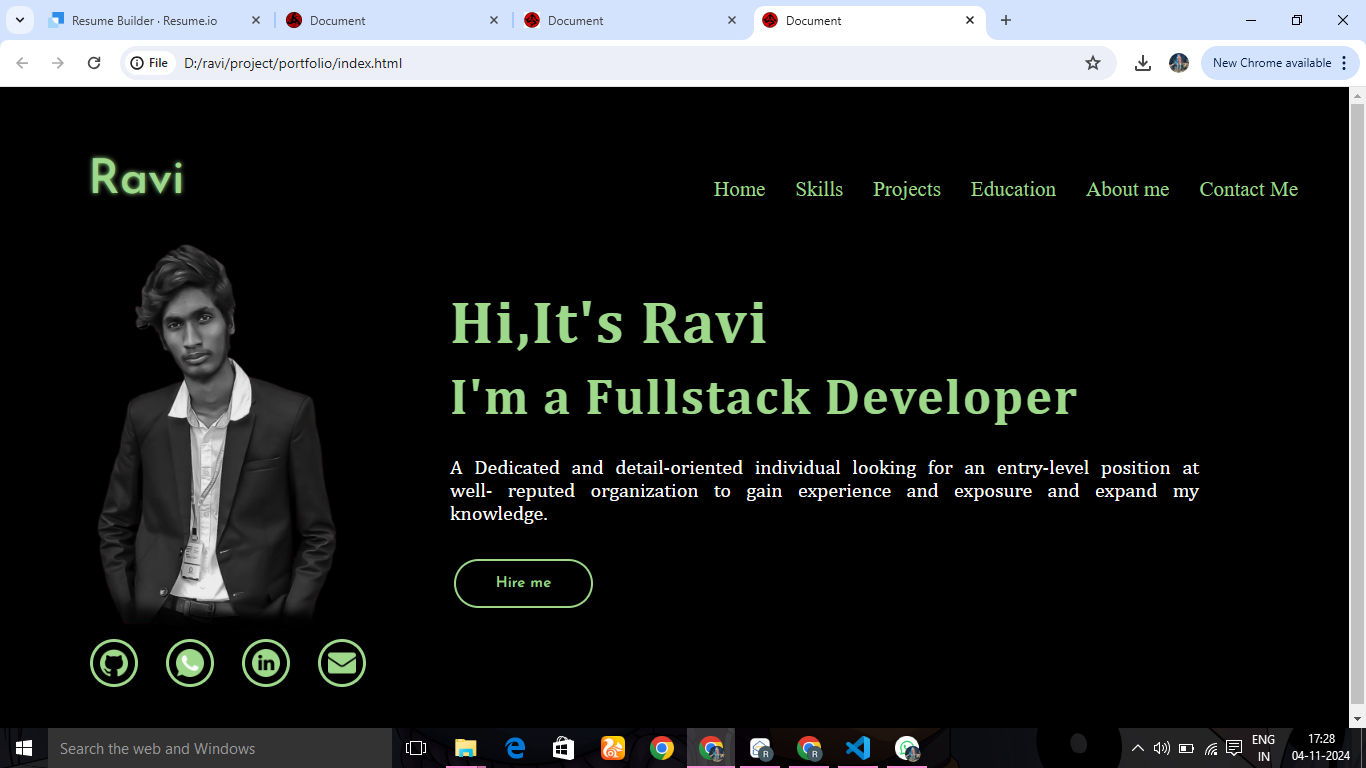 Resume Builder · Resume.io
Document
Document
Document
File
D:/ravi/project/portfolio/index.html
New Chrome available
Ravi
Home
Skills
Projects
Education
About me
Contact Me
Hi,It's Ravi
I'm a Fullstack Developer
A Dedicated and detail-oriented individual looking for an entry-level position at
well- reputed organization to gain experience and exposure and expand my
knowledge.
Hire me
in
Search the web and Windows
R
R
ENG
IN
17:28
04-11-2024